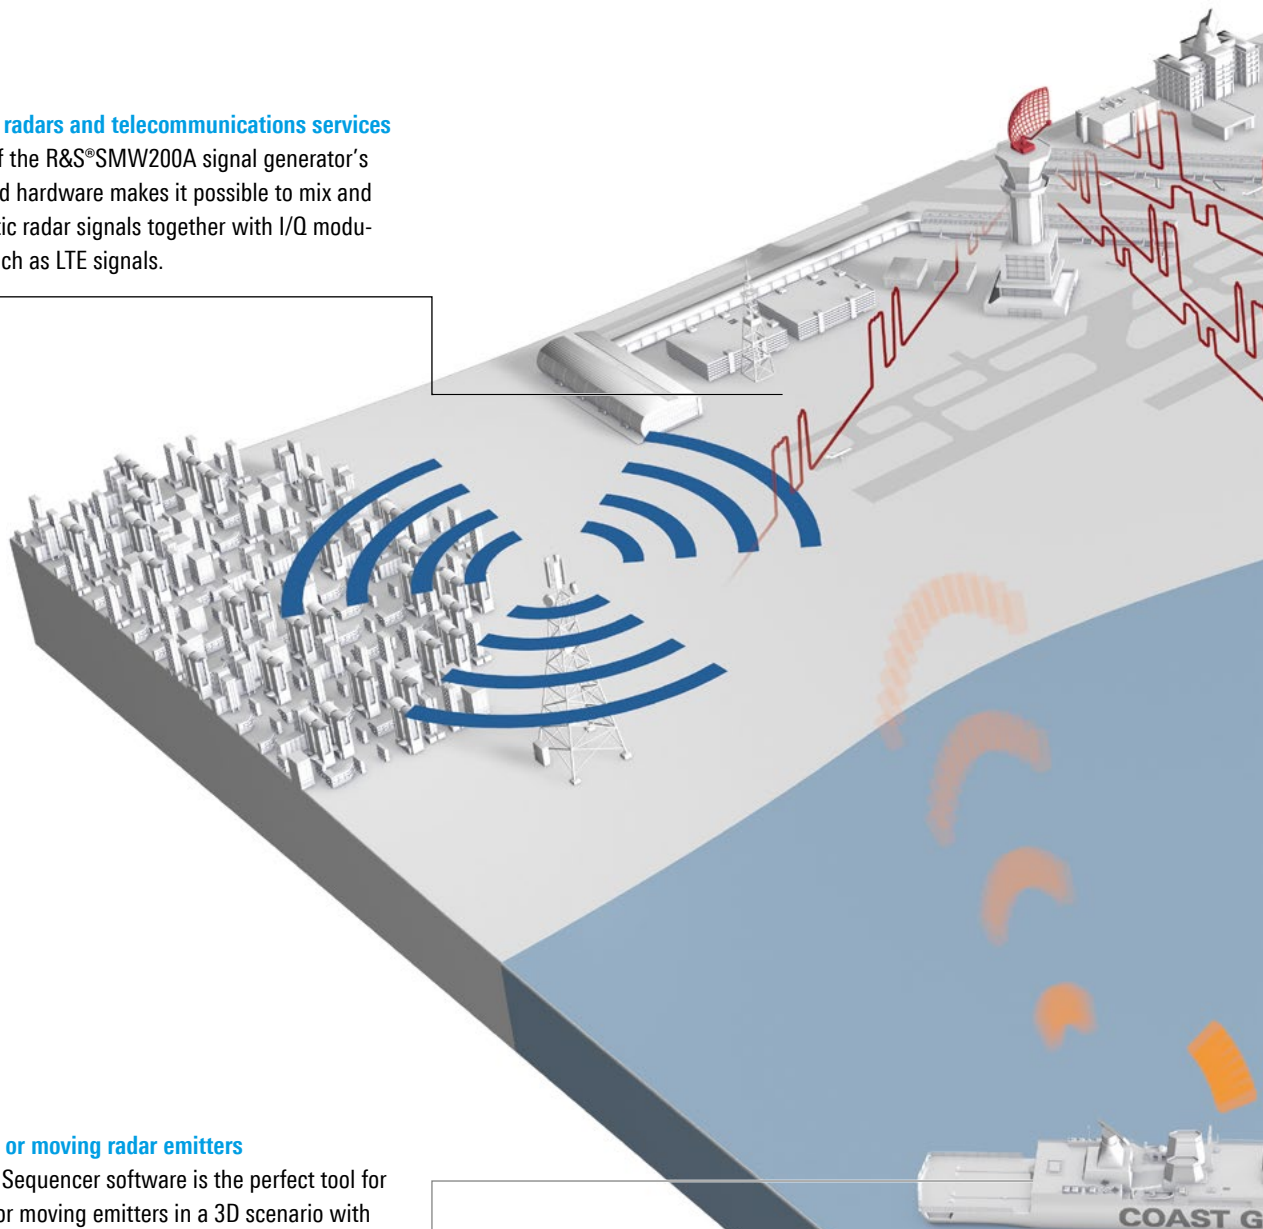 radars and telecommunications services
f the R&S®SMW200A signal generator's
d hardware makes it possible to mix and
tic radar signals together with I/Q modu-
ch as LTE signals.
or moving radar emitters
Sequencer software is the perfect tool for
or moving emitters in a 3D scenario with
COAST G